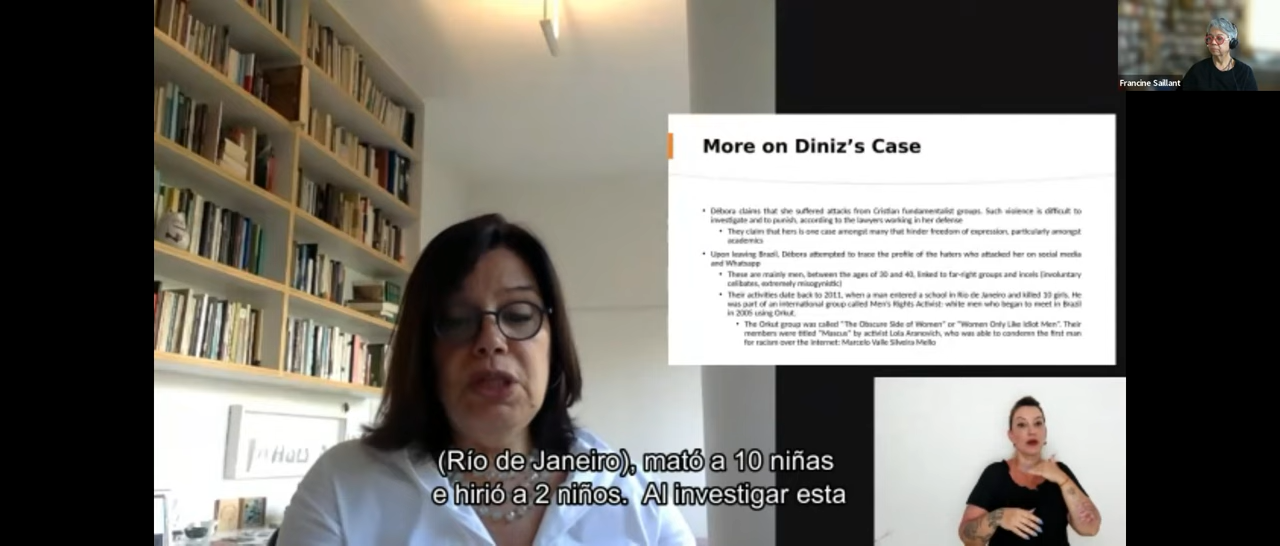 Francine Saillant
More on Diniz's Case
• Débora claims that she suffered attacks from Cristian fundamentalist groups. Such violence is difficult to
investigate and to punish, according to the lawyers working in her defense
• They claim that hers is one case amongst many that hinder freedom of expression, particularly amongst
academics
• Upon leaving Brazil, Débora attempted to trace the profile of the haters who attacked her on social media
and Whatsapp
• These are mainly men, between the ages of 30 and 40, linked to far-right groups and incels (involuntary
celibates, extremely misogynistic)
• Their activities date back to 2011, when a man entered a school in Rio de Janeiro and killed 10 girls. He
was part of an international group called Men's Rights Activist: white men who began to meet in Brazil
in 2005 using Orkut.
• The Orkut group was called "The Obscure Side of Women" or "Women Only Like Idiot Men". Their
members were titled "Mascus" by activist Lola Aranovich, who was able to condemn the first man
for racism over the internet: Marcelo Valle Silveira Mello
(Río de Janeiro), mató a 10 niñas
e hirió a 2 niños. Al investigar esta